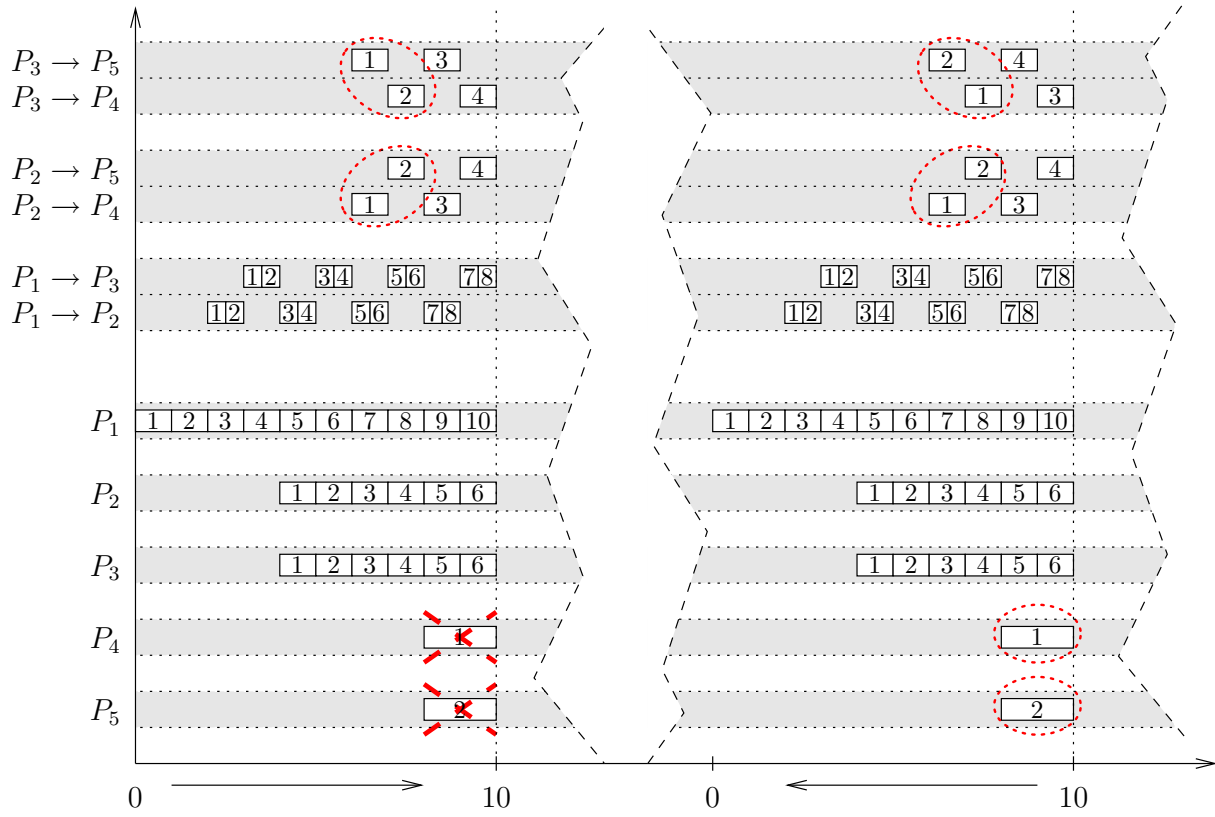 P₃ → P₅ 1 3 2 4
P₃ → P₄ 2 4 1 3
P₂ → P₅ 2 4 2 4
P₂ → P₄ 1 3 1 3
P₁ → P₃ 1 2 3 4 5 6 7 8 1 2 3 4 5 6 7 8
P₁ → P₂ 1 2 3 4 5 6 7 8 1 2 3 4 5 6 7 8
P₁ 1 2 3 4 5 6 7 8 9 10 1 2 3 4 5 6 7 8 9 10
P₂ 1 2 3 4 5 6 1 2 3 4 5 6
P₃ 1 2 3 4 5 6 1 2 3 4 5 6
P₄ 1 1
P₅ 2 2
0 10 0 10